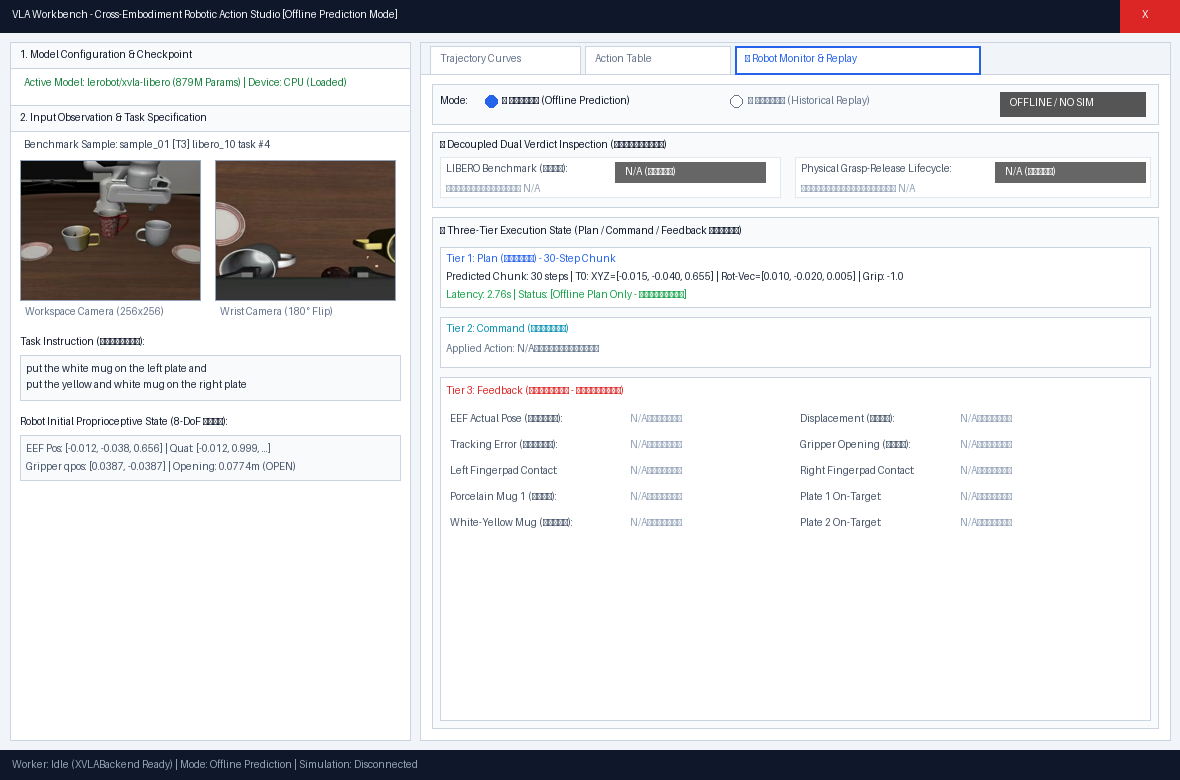 VLA Workbench - Cross-Embodiment Robotic Action Studio [Offline Prediction Mode]
X
1. Model Configuration & Checkpoint
Active Model: lerobot/xvla-libero (879M Params) | Device: CPU (Loaded)
2. Input Observation & Task Specification
Benchmark Sample: sample_01 [T3] libero_10 task #4
Workspace Camera (256x256)
Wrist Camera (180° Flip)
Task Instruction ():
put the white mug on the left plate and
put the yellow and white mug on the right plate
Robot Initial Proprioceptive State (8-DoF ):
EEF Pos: [-0.012, -0.038, 0.656] | Quat: [-0.012, 0.999, ...]
Gripper qpos: [0.0387, -0.0387] | Opening: 0.0774m (OPEN)
Trajectory Curves
Action Table
Robot Monitor & Replay
Mode:
(Offline Prediction)
(Historical Replay)
OFFLINE / NO SIM
Decoupled Dual Verdict Inspection ()
LIBERO Benchmark ():
N/A ()
N/A
Physical Grasp-Release Lifecycle:
N/A ()
N/A
Three-Tier Execution State (Plan / Command / Feedback )
Tier 1: Plan () - 30-Step Chunk
Predicted Chunk: 30 steps | T0: XYZ=[-0.015, -0.040, 0.655] | Rot-Vec=[0.010, -0.020, 0.005] | Grip: -1.0
Latency: 2.76s | Status: [Offline Plan Only - ]
Tier 2: Command ()
Applied Action: N/A
Tier 3: Feedback ( - )
EEF Actual Pose (): N/A
Displacement (): N/A
Tracking Error (): N/A
Gripper Opening (): N/A
Left Fingerpad Contact: N/A
Right Fingerpad Contact: N/A
Porcelain Mug 1 (): N/A
Plate 1 On-Target: N/A
White-Yellow Mug (): N/A
Plate 2 On-Target: N/A
Worker: Idle (XVLABackend Ready) | Mode: Offline Prediction | Simulation: Disconnected